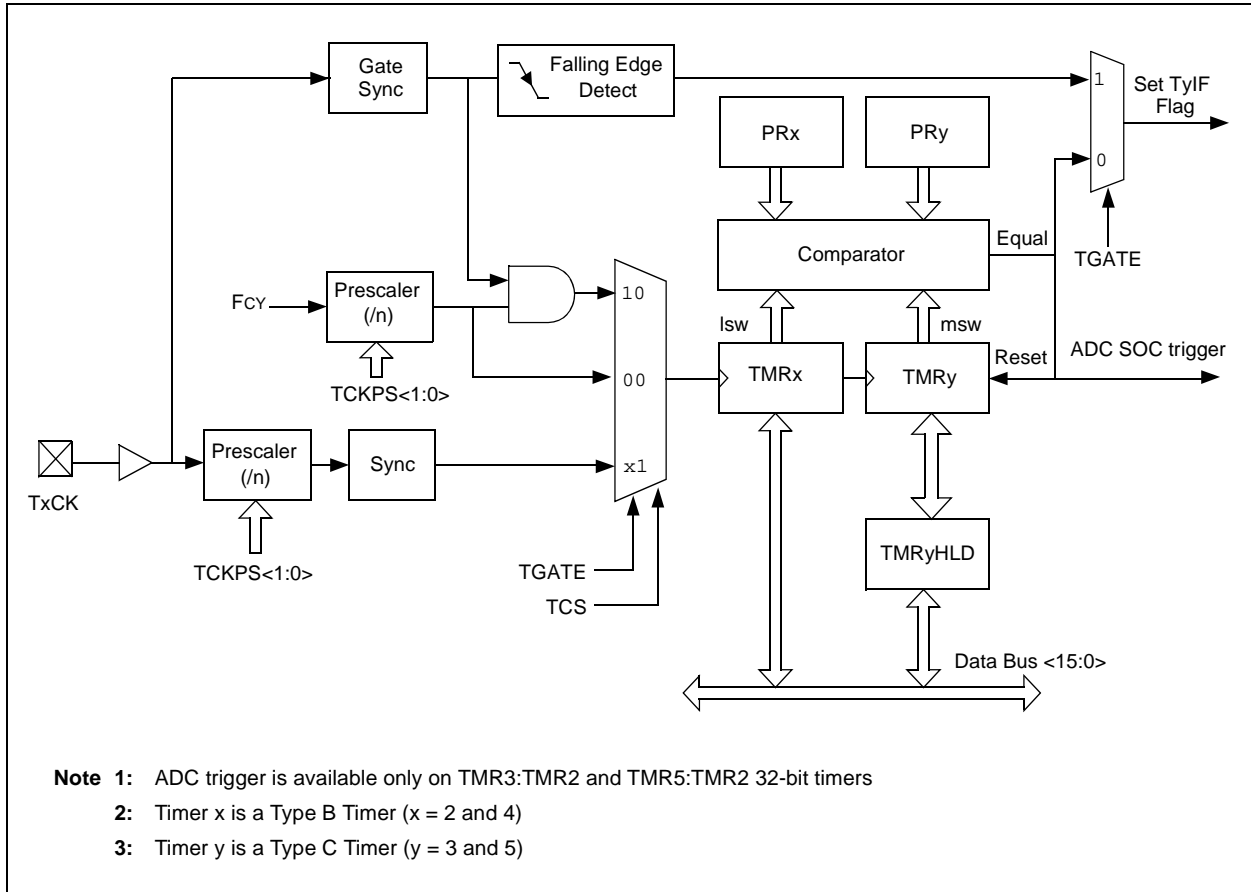 Gate
Sync
Falling Edge
Detect
1
Set TyIF
Flag
PRx
PRy
0
Comparator
Equal
TGATE
FCY
Prescaler
(/n)
10
lsw
msw
TCKPS<1:0>
00
TMRx
TMRy
Reset
ADC SOC trigger
TxCK
Prescaler
(/n)
Sync
x1
TCKPS<1:0>
TGATE
TCS
TMRyHLD
Data Bus <15:0>
Note 1: ADC trigger is available only on TMR3:TMR2 and TMR5:TMR2 32-bit timers
2: Timer x is a Type B Timer (x = 2 and 4)
3: Timer y is a Type C Timer (y = 3 and 5)